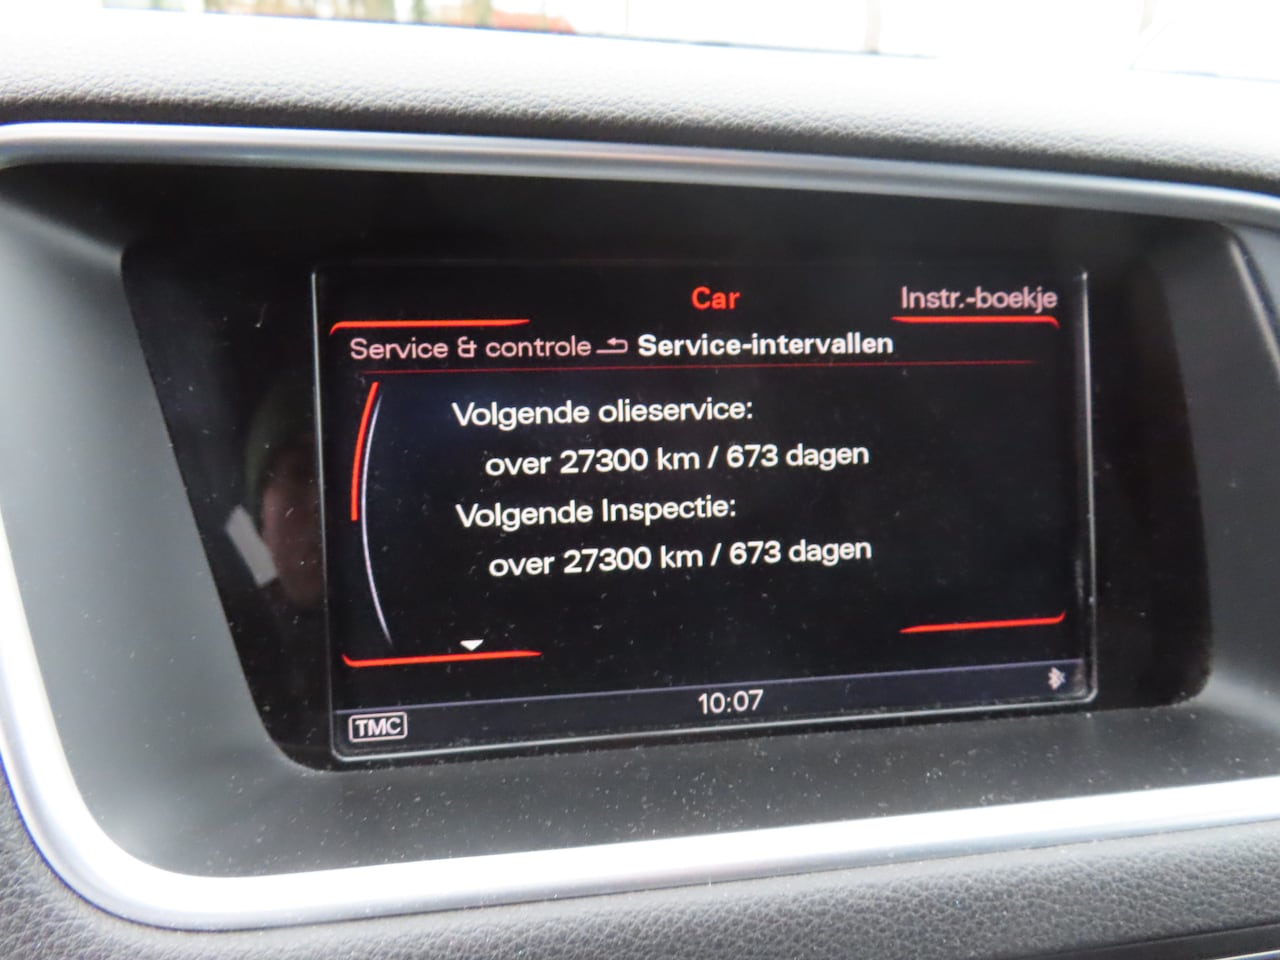 Car
Instr.-boekje
Service & controle Service-intervallen
Volgende olieservice:
over 27300 km / 673 dagen
Volgende Inspectie:
over 27300 km / 673 dagen
10:07
TMC